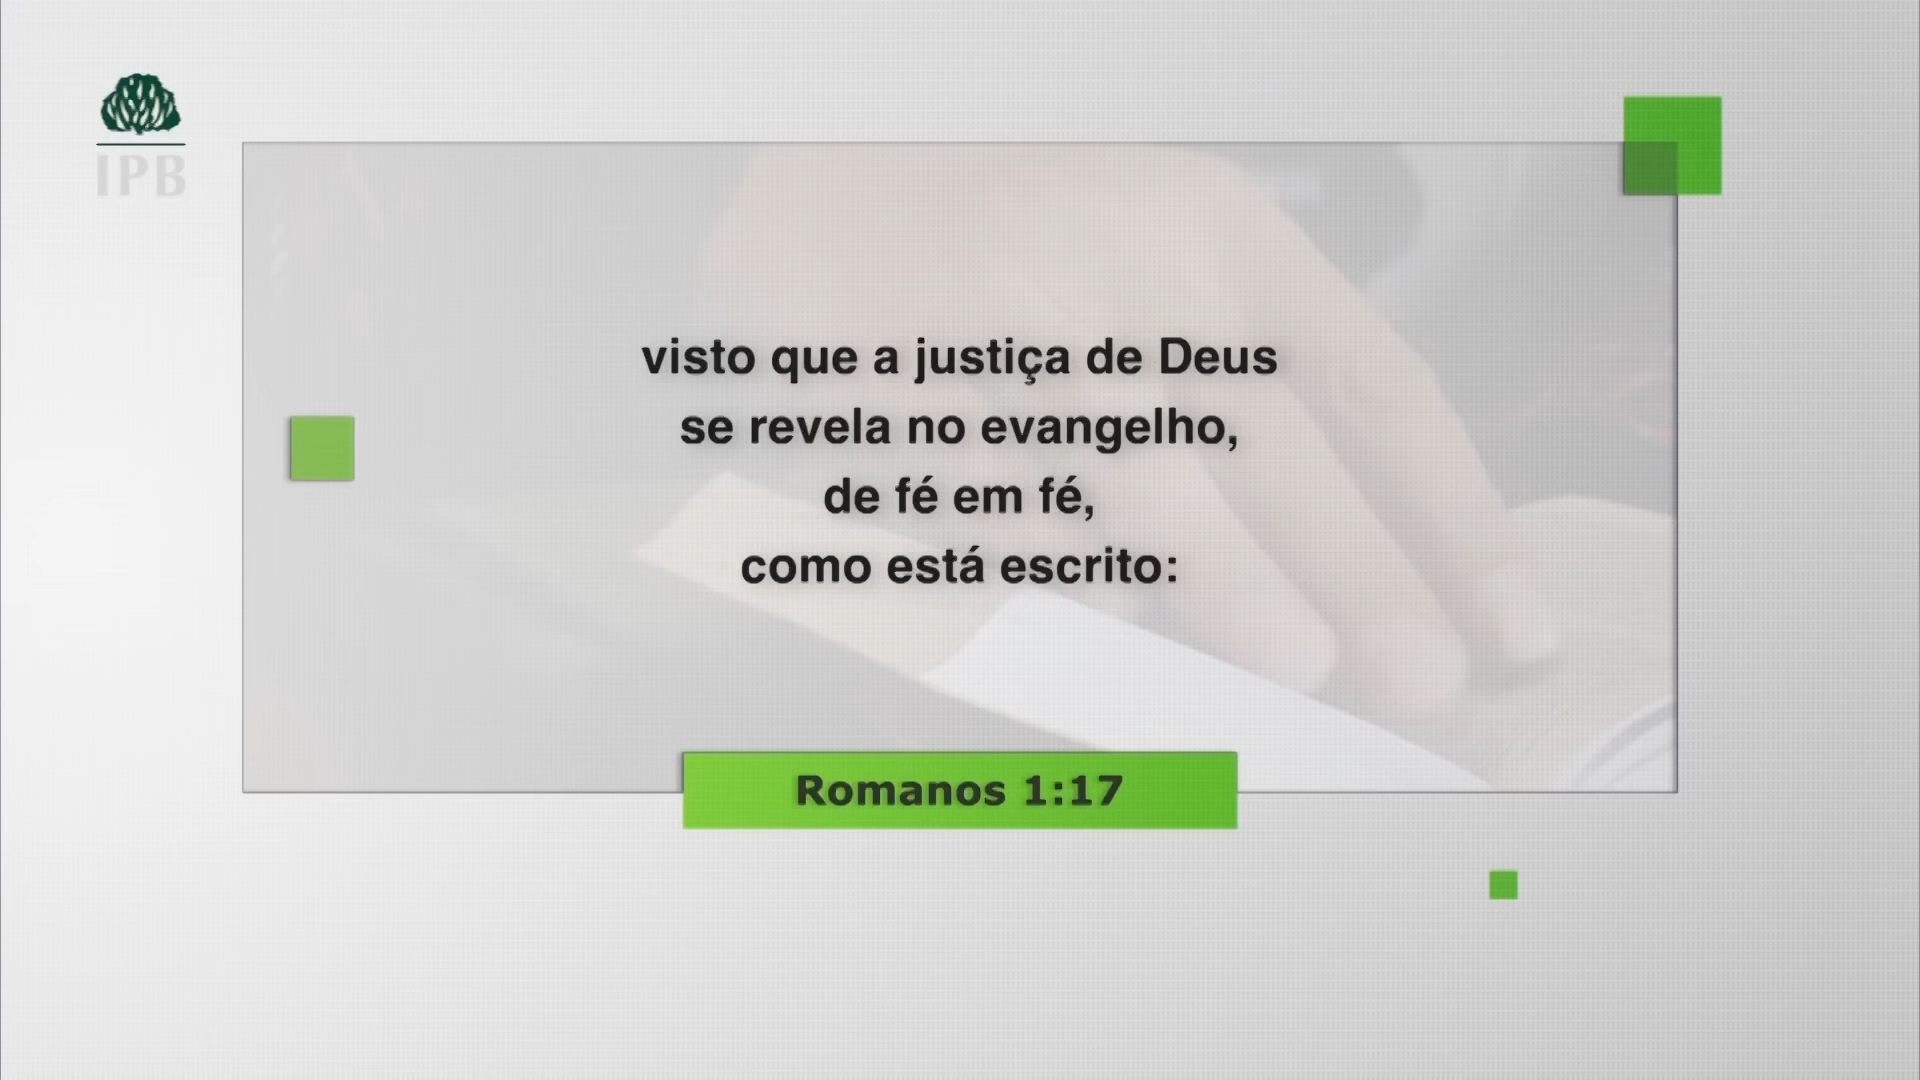 IPB
visto que a justiça de Deus
se revela no evangelho,
de fé em fé,
como está escrito:
Romanos 1:17